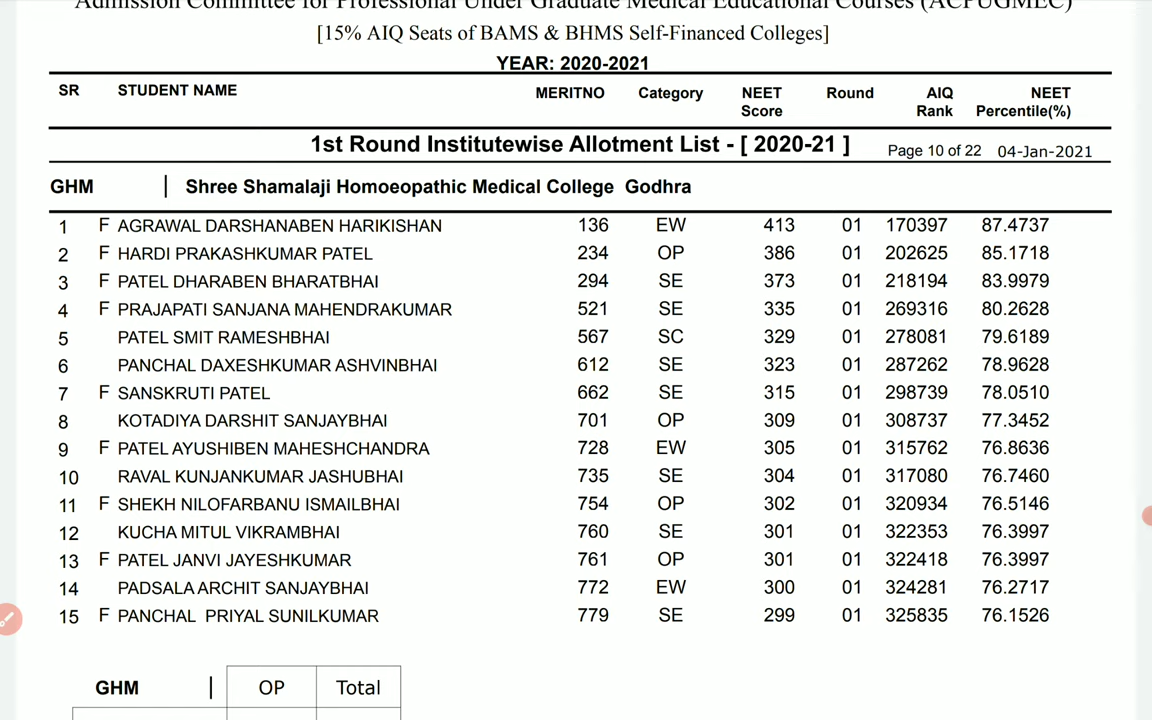 Admission Committee for Professional Under Graduate Medical Educational Courses (ACPUGMEC)
[15% AIQ Seats of BAMS & BHMS Self-Financed Colleges]
YEAR: 2020-2021
SR STUDENT NAME MERITNO Category NEET Score Round AIQ Rank NEET Percentile(%)
1st Round Institutewise Allotment List - [ 2020-21 ] Page 10 of 22 04-Jan-2021
GHM | Shree Shamalaji Homoeopathic Medical College Godhra
1 F AGRAWAL DARSHANABEN HARIKISHAN 136 EW 413 01 170397 87.4737
2 F HARDI PRAKASHKUMAR PATEL 234 OP 386 01 202625 85.1718
3 F PATEL DHARABEN BHARATBHAI 294 SE 373 01 218194 83.9979
4 F PRAJAPATI SANJANA MAHENDRAKUMAR 521 SE 335 01 269316 80.2628
5 PATEL SMIT RAMESHBHAI 567 SC 329 01 278081 79.6189
6 PANCHAL DAXESHKUMAR ASHVINBHAI 612 SE 323 01 287262 78.9628
7 F SANSKRUTI PATEL 662 SE 315 01 298739 78.0510
8 KOTADIYA DARSHIT SANJAYBHAI 701 OP 309 01 308737 77.3452
9 F PATEL AYUSHIBEN MAHESHCHANDRA 728 EW 305 01 315762 76.8636
10 RAVAL KUNJANKUMAR JASHUBHAI 735 SE 304 01 317080 76.7460
11 F SHEKH NILOFARBANU ISMAILBHAI 754 OP 302 01 320934 76.5146
12 KUCHA MITUL VIKRAMBHAI 760 SE 301 01 322353 76.3997
13 F PATEL JANVI JAYESHKUMAR 761 OP 301 01 322418 76.3997
14 PADSALA ARCHIT SANJAYBHAI 772 EW 300 01 324281 76.2717
15 F PANCHAL PRIYAL SUNILKUMAR 779 SE 299 01 325835 76.1526
GHM | OP Total